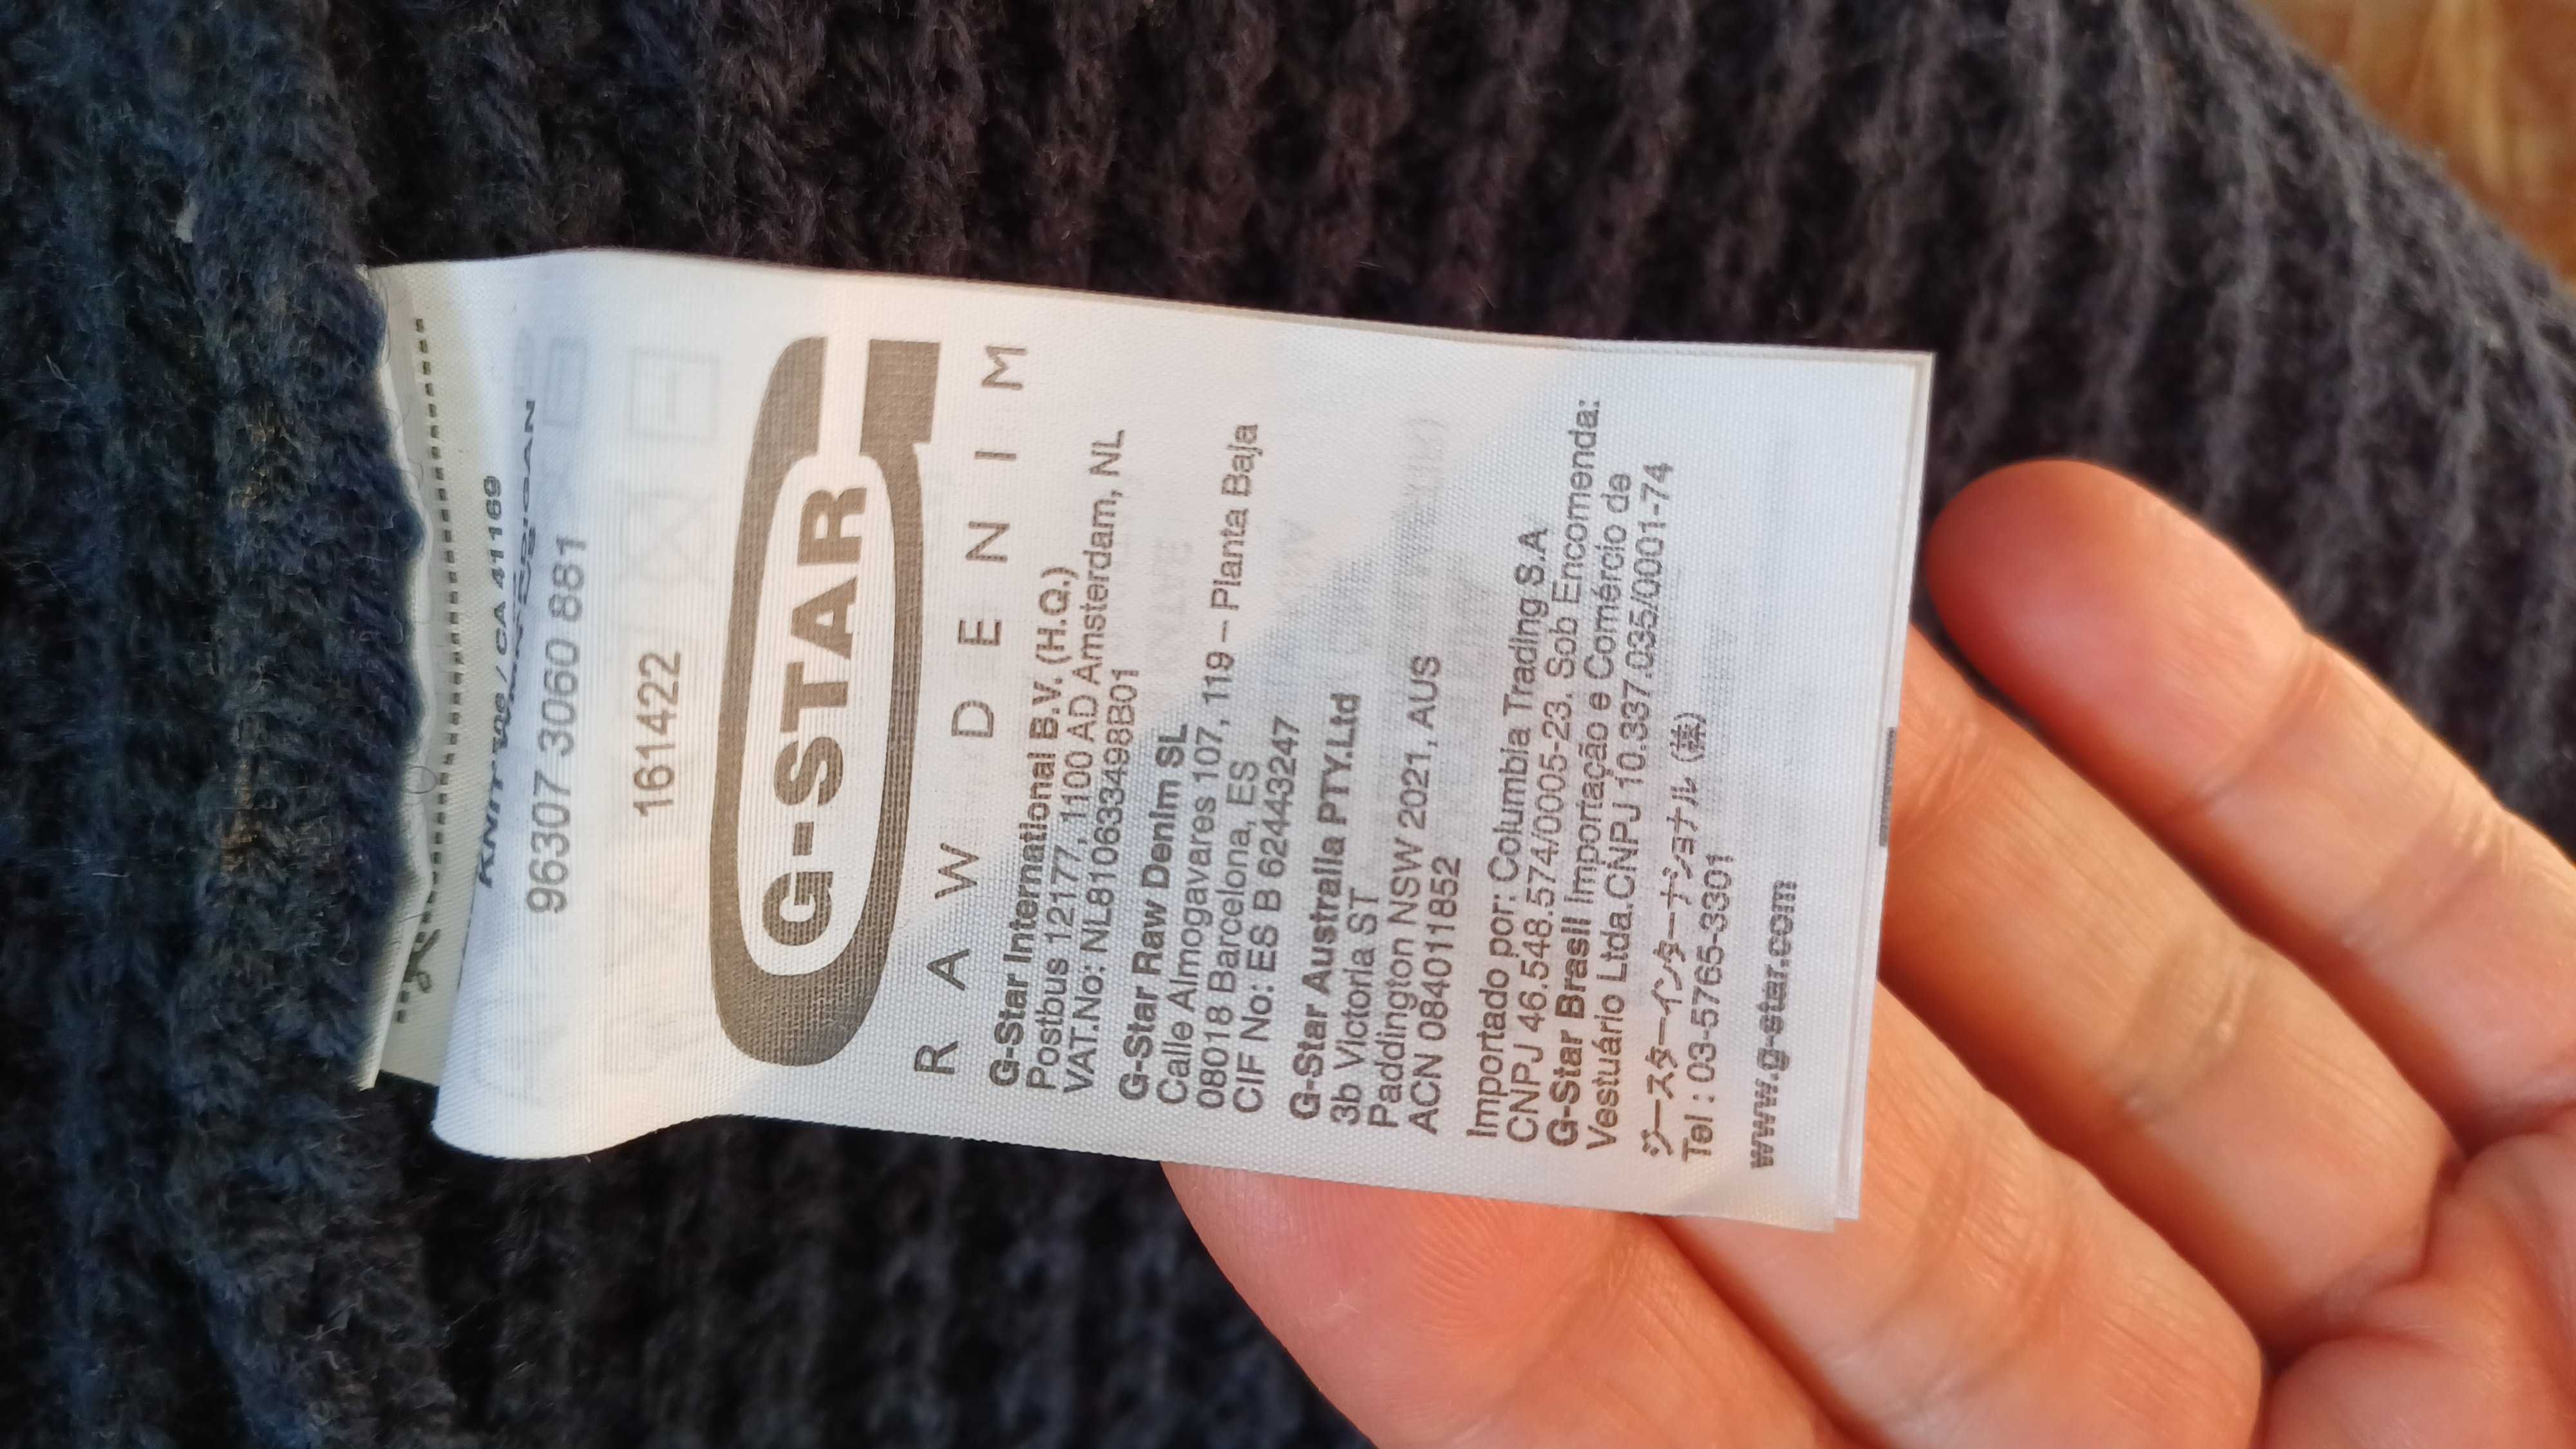 CA 41169
96307 3060 881
161422
G-STAR
RAW DENIM
G-Star International B.V. (H.Q.)
Postbus 12177, 1100 AD Amsterdam, NL
VAT.No: NL810633498B01
G-Star Raw Denim SL
Calle Almogavares 107, 119 – Planta Baja
08018 Barcelona, ES
CIF No: ES B 62443247
G-Star Australia PTY.Ltd
3b Victoria ST
Paddington NSW 2021, AUS
ACN 084011852
Importado por: Columbia Trading S.A
CNPJ 46.548.574/0005-23. Sob Encomenda:
G-Star Brasil Importação e Comércio de
Vestuário Ltda.CNPJ 10.337.035/0001-74
ジースターインターナショナル (株)
Tel : 03-5765-3301
www.g-star.com